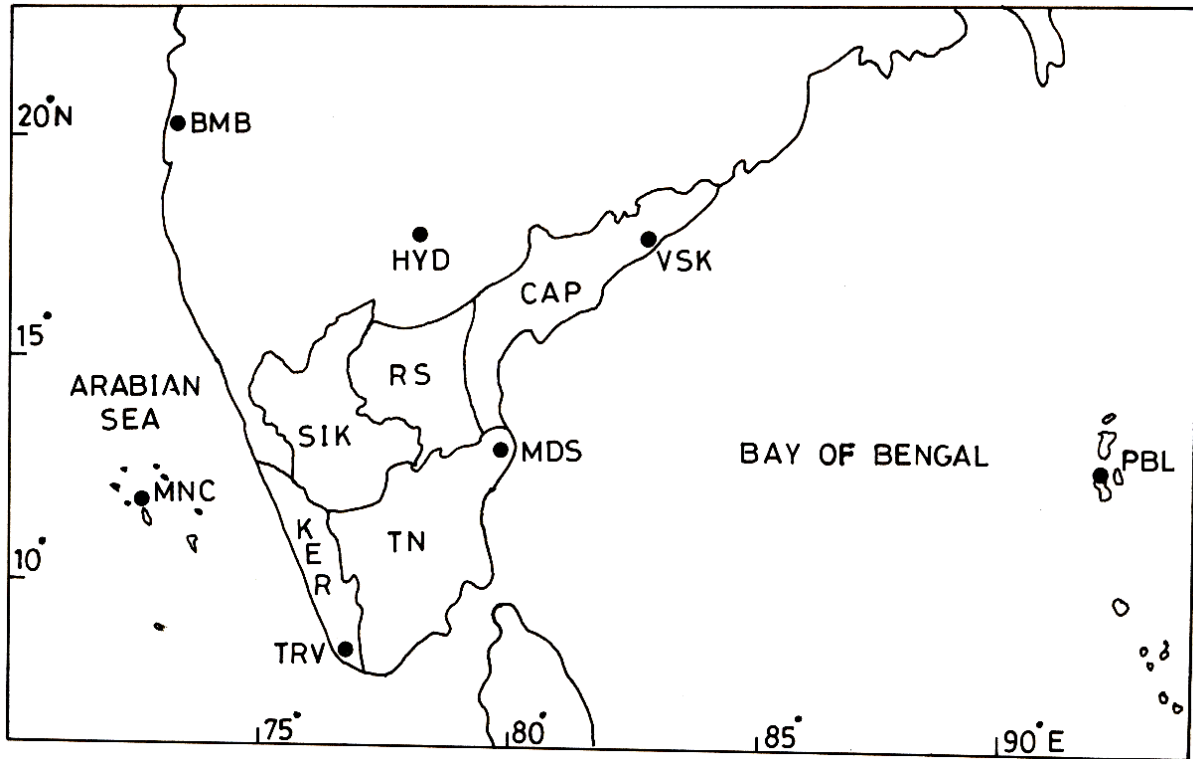 20°N
BMB
HYD
VSK
CAP
15°
RS
ARABIAN
SEA
SIK
MDS
BAY OF BENGAL
PBL
MNC
K
E
R
TN
10°
TRV
75°
80°
85°
90°E